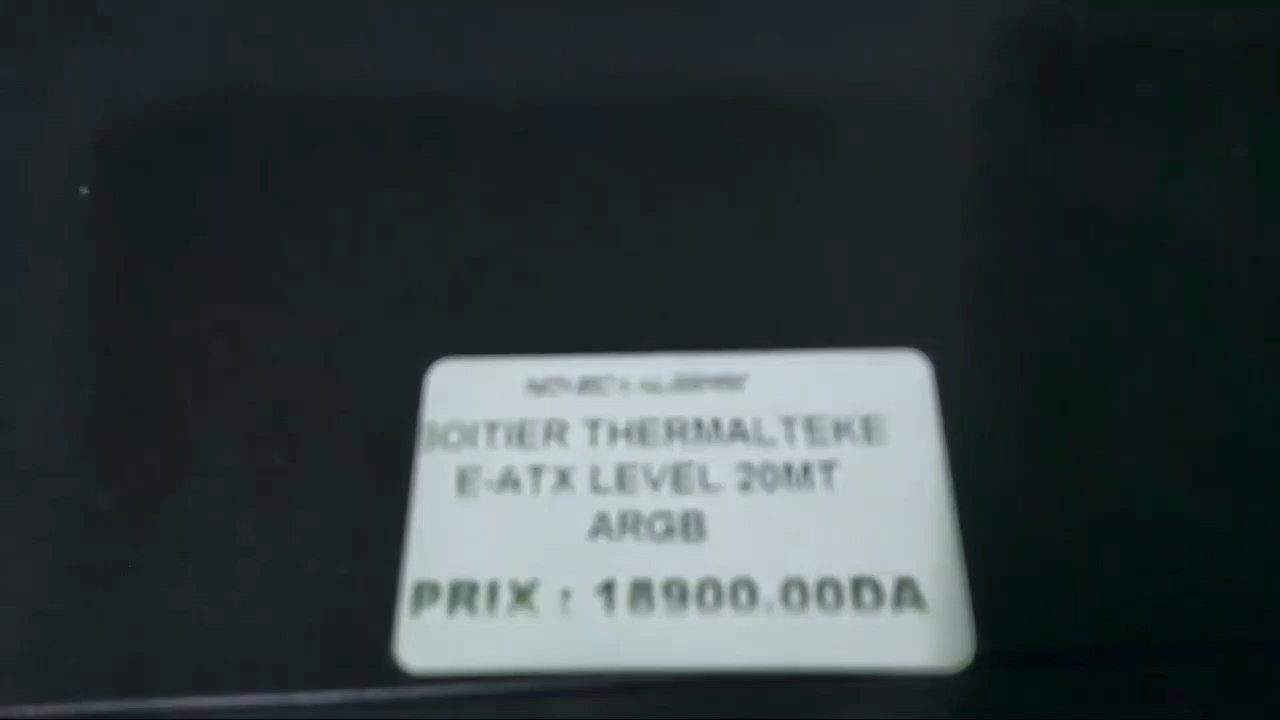 BOITIER THERMALTEKE
E-ATX LEVEL 20MT
ARGB
PRIX : 18900.00DA